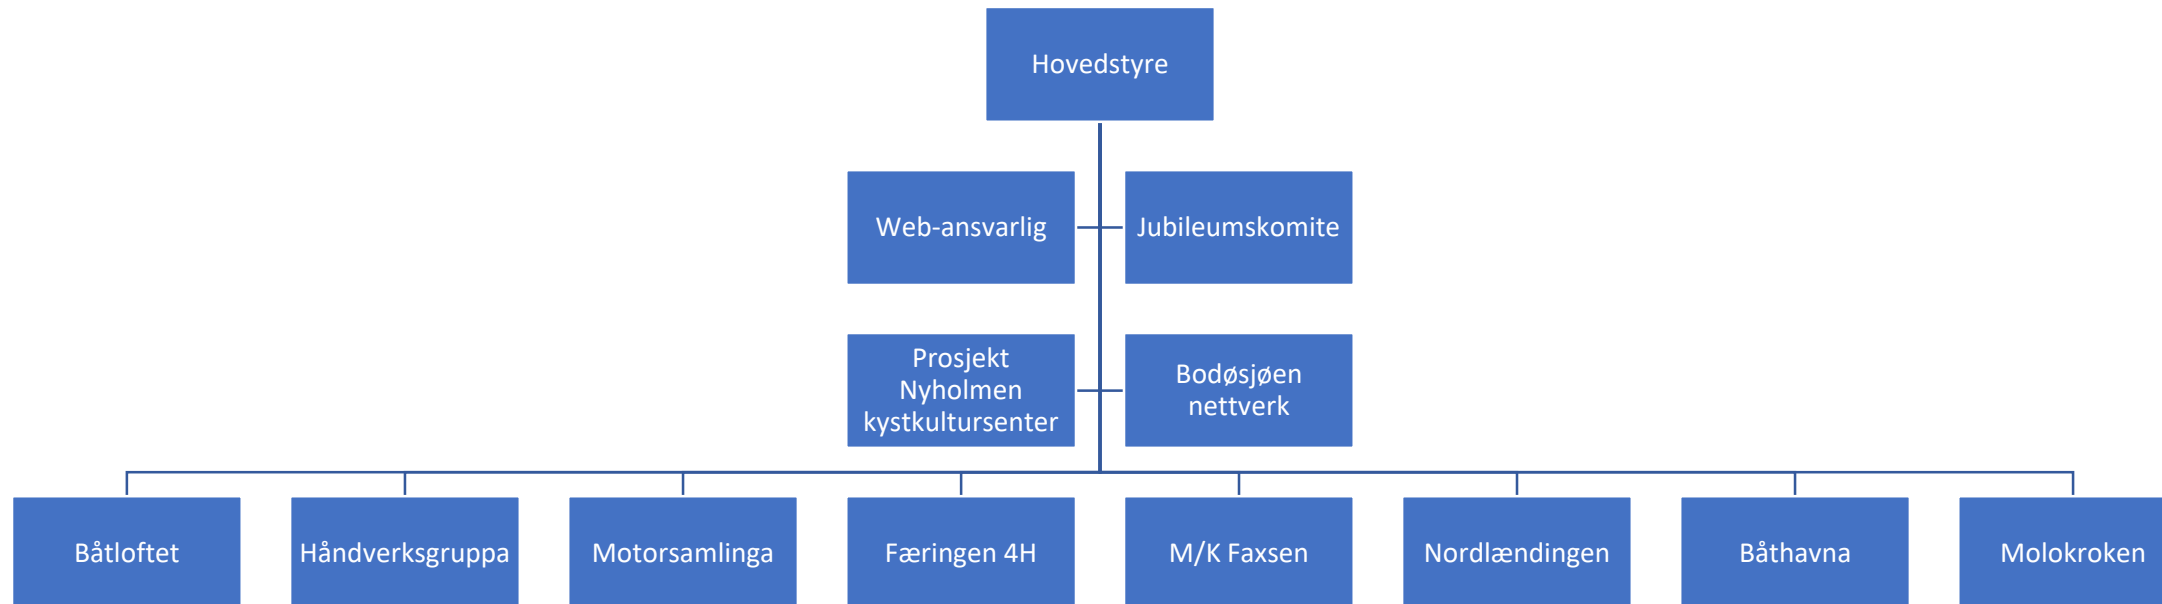 Hovedstyre
Web-ansvarlig
Jubileumskomite
Prosjekt
Nyholmen
kystkultursenter
Bodøsjøen
nettverk
Båtloftet
Håndverksgruppa
Motorsamlinga
Færingen 4H
M/K Faxsen
Nordlændingen
Båthavna
Molokroken